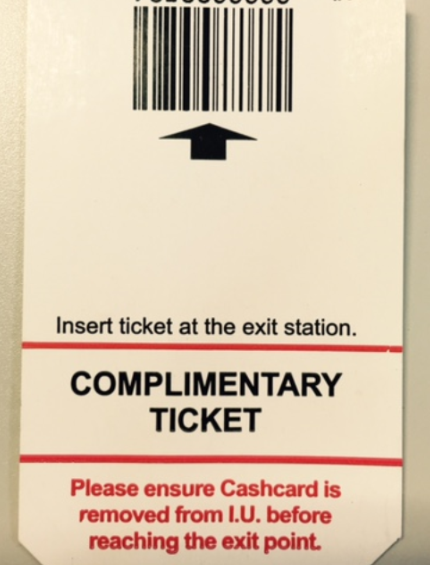 Insert ticket at the exit station.
COMPLIMENTARY
TICKET
Please ensure Cashcard is
removed from I.U. before
reaching the exit point.